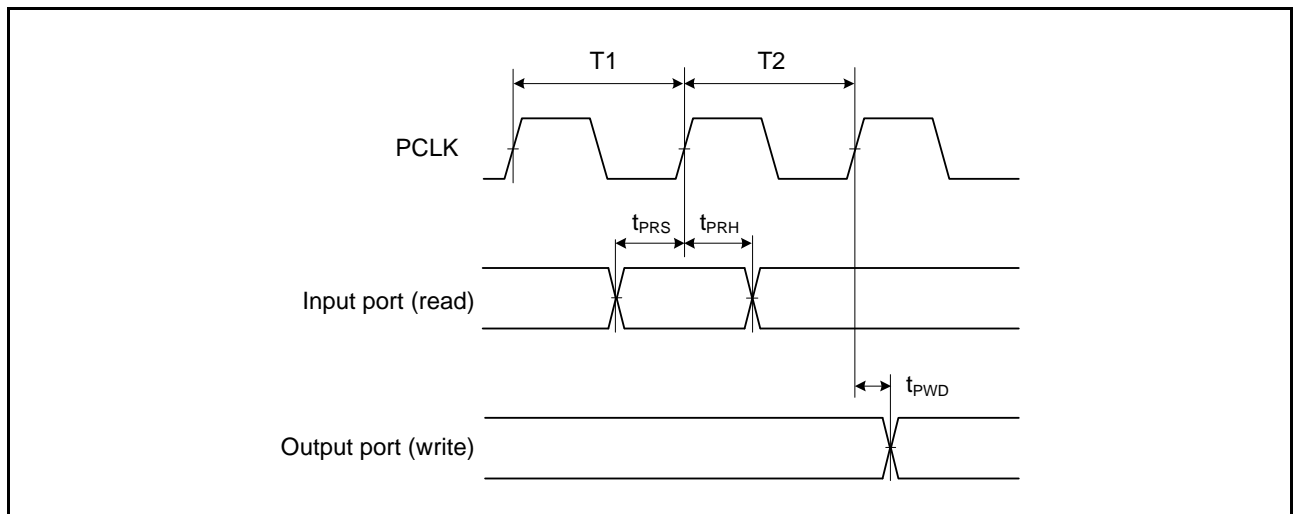 T1 T2
PCLK
tPRS tPRH
Input port (read)
tPWD
Output port (write)